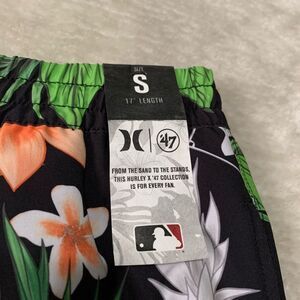 SIZE
S
17" LENGTH
'47
FROM THE SAND TO THE STANDS,
THIS HURLEY X '47 COLLECTION
IS FOR EVERY FAN.